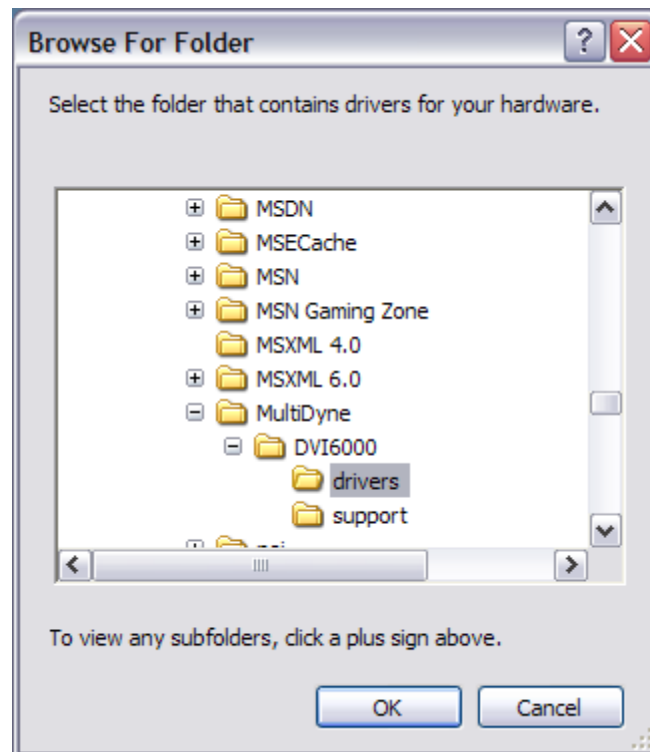 Browse For Folder
Select the folder that contains drivers for your hardware.
MSDN
MSECache
MSN
MSN Gaming Zone
MSXML 4.0
MSXML 6.0
MultiDyne
DVI6000
drivers
support
To view any subfolders, click a plus sign above.
OK Cancel